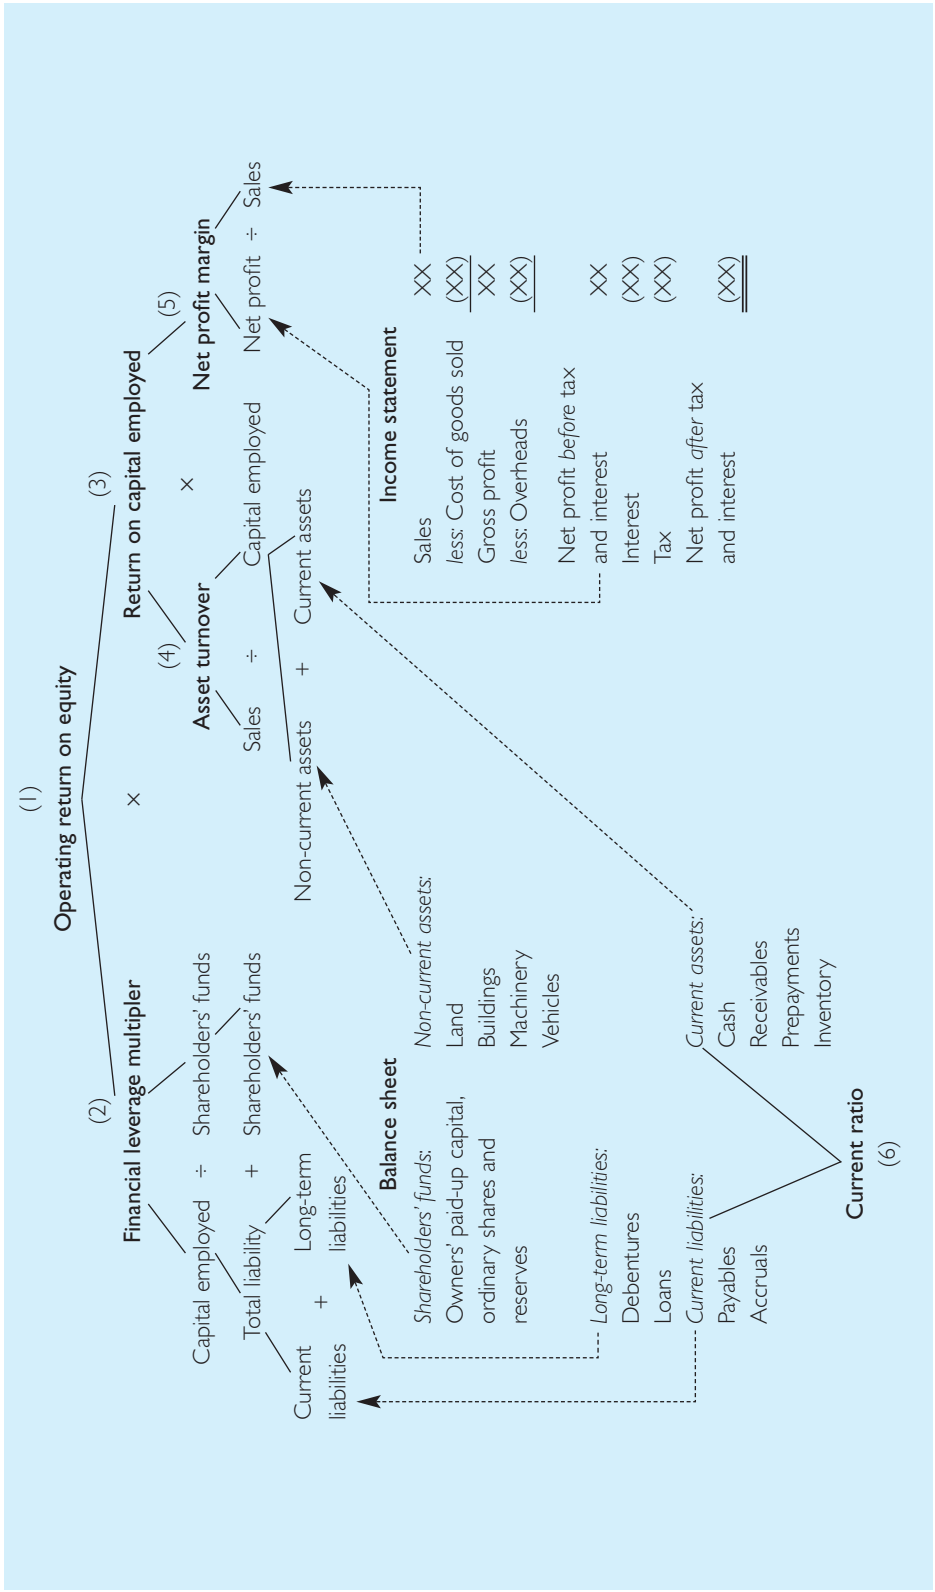 (1)
Operating return on equity
(2)
(3)
Financial leverage multipler
×
Return on capital employed
(4)
(5)
Capital employed ÷ Shareholders' funds
Asset turnover
×
Net profit margin
Total liability + Shareholders' funds
Sales ÷ Capital employed
Net profit ÷ Sales
Current
liabilities
+
Long-term
liabilities
Non-current assets + Current assets
Balance sheet
Shareholders' funds:
Owners' paid-up capital,
ordinary shares and
reserves
Long-term liabilities:
Debentures
Loans
Current liabilities:
Payables
Accruals
Non-current assets:
Land
Buildings
Machinery
Vehicles
Current assets:
Cash
Receivables
Prepayments
Inventory
Current ratio
(6)
Income statement
Sales XX
less: Cost of goods sold (XX)
Gross profit XX
less: Overheads (XX)
Net profit before tax
and interest XX
Interest (XX)
Tax (XX)
Net profit after tax
and interest (XX)